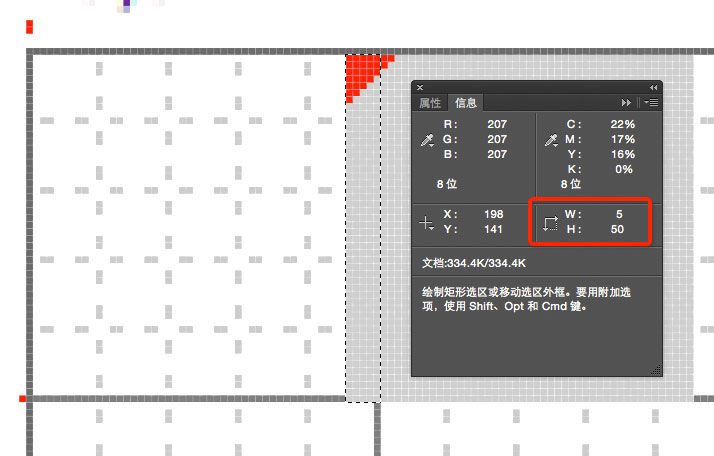 属性 信息
R: 207 C: 22%
G: 207 M: 17%
B: 207 Y: 16%
K: 0%
8 位 8 位
X: 198 W: 5
Y: 141 H: 50
文档:334.4K/334.4K
绘制矩形选区或移动选区外框。要用附加选
项，使用 Shift、Opt 和 Cmd 键。